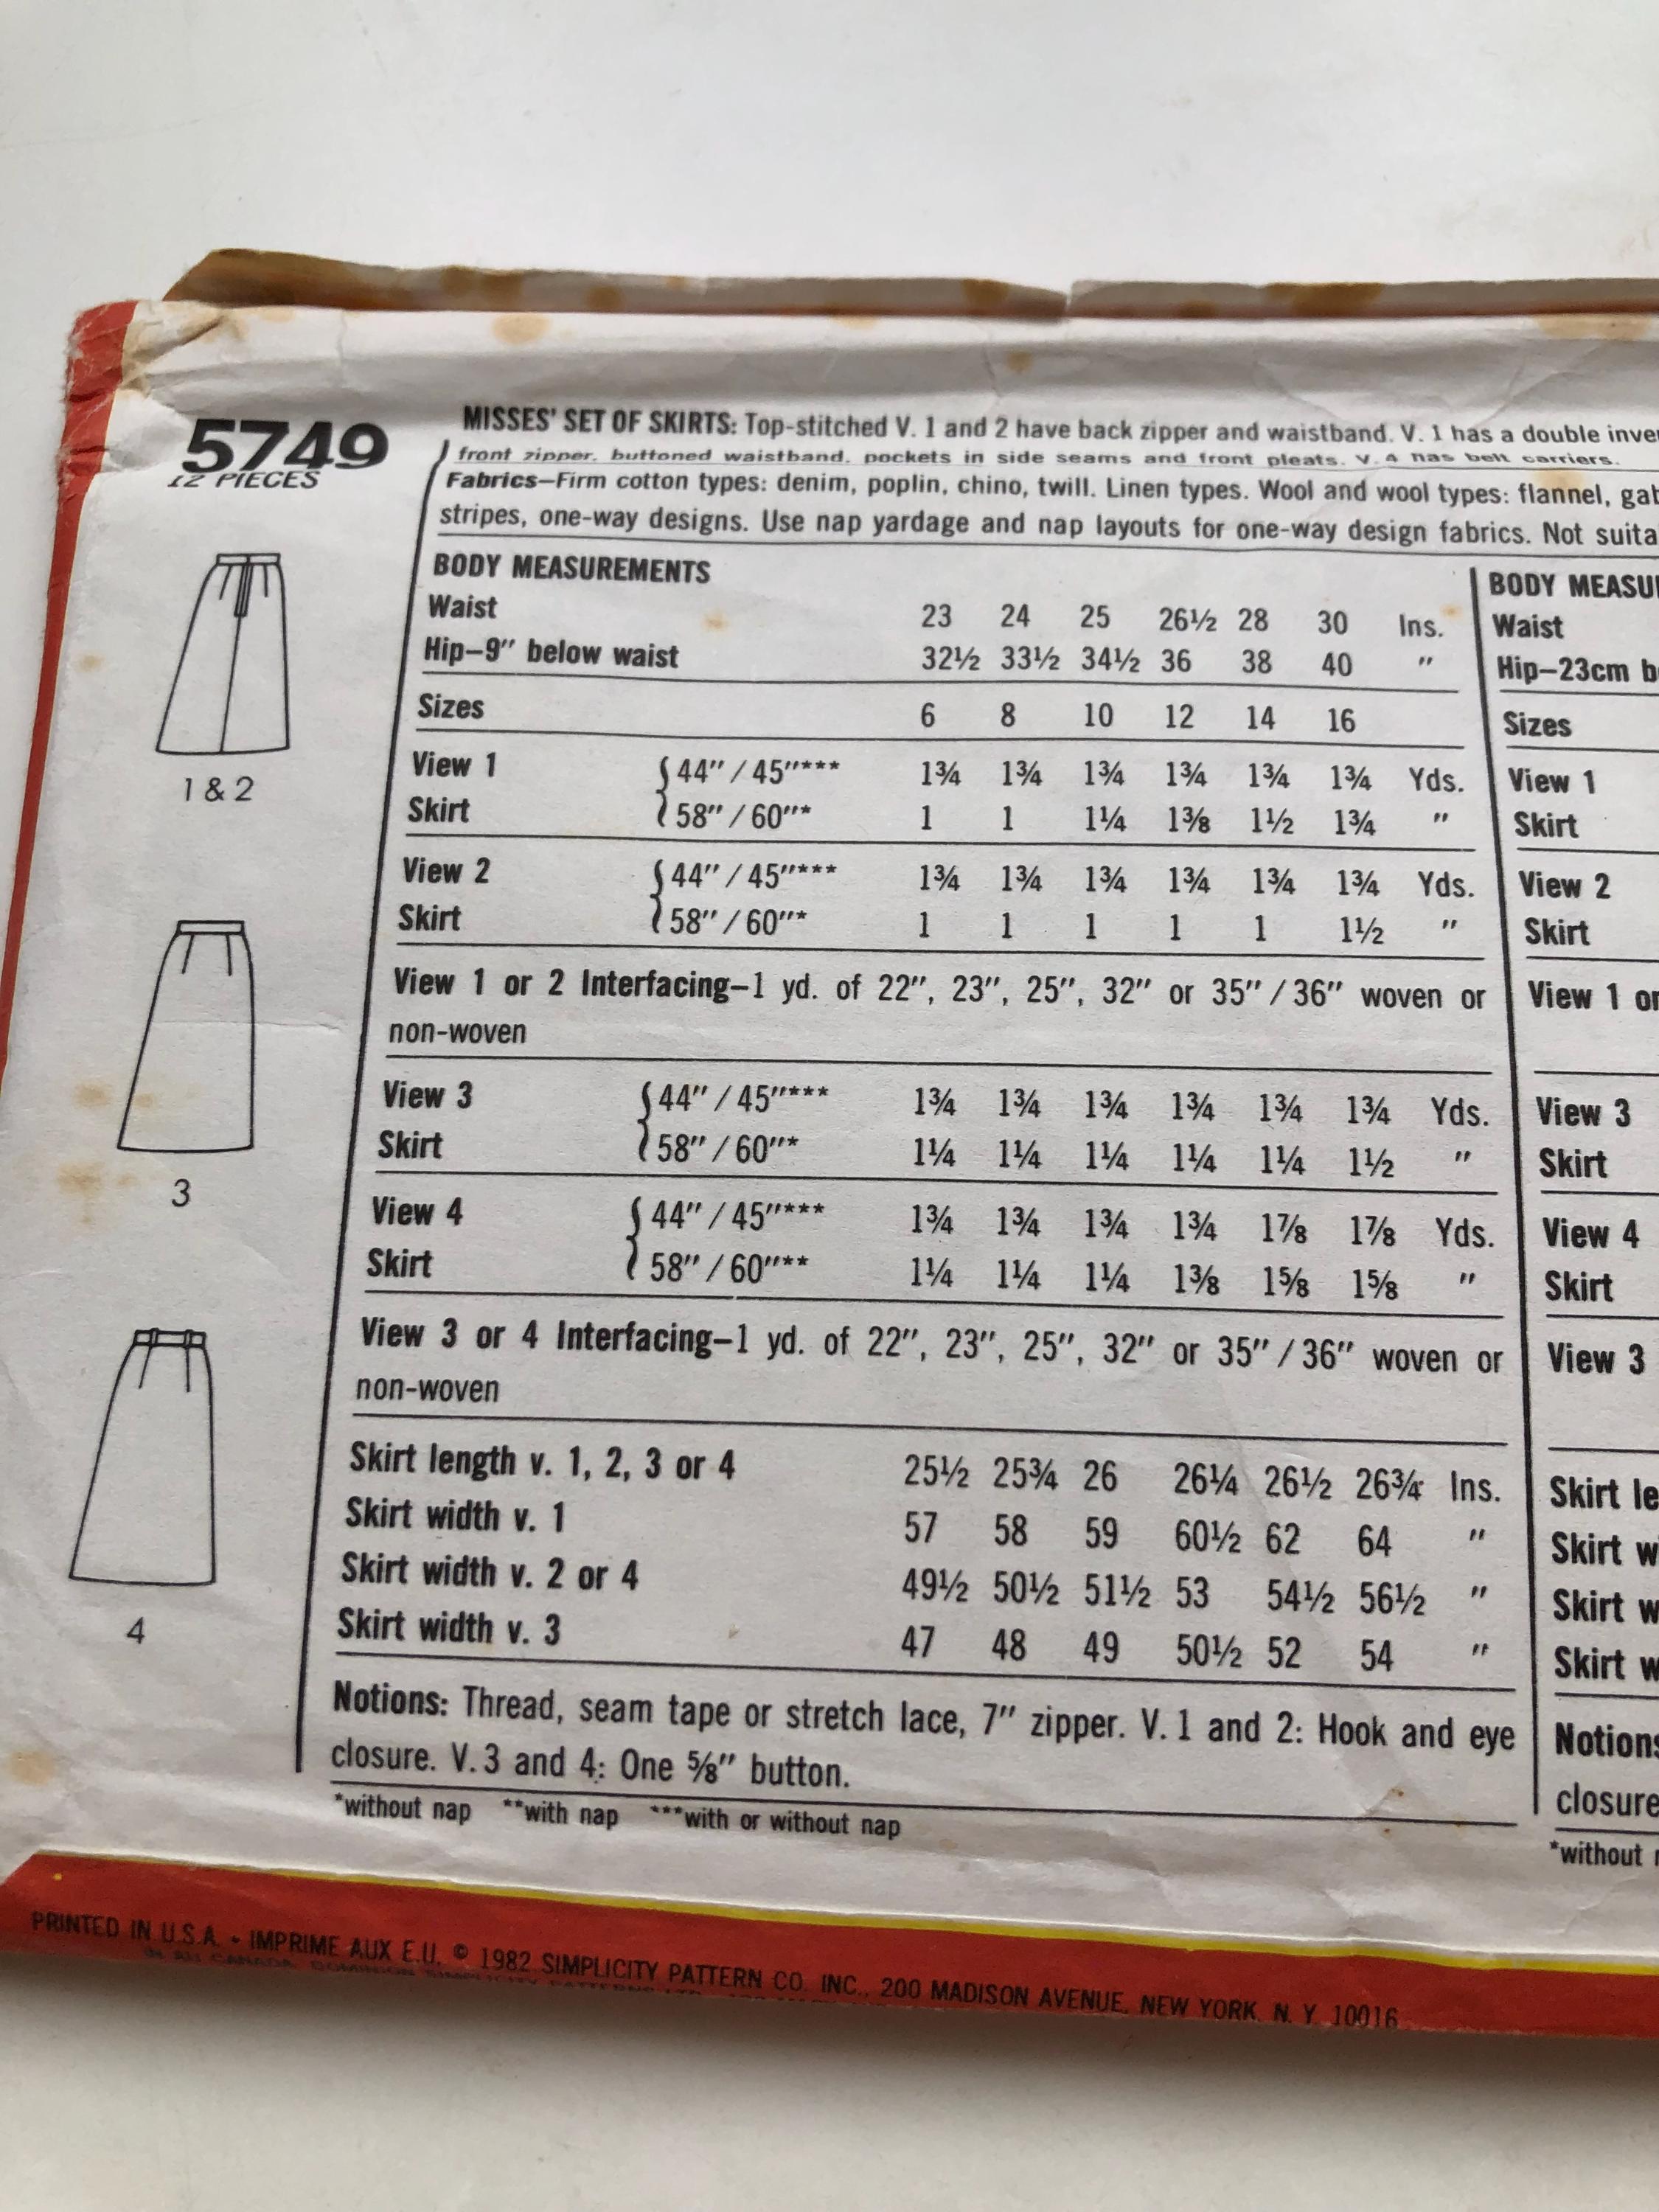 5749
12 PIECES
MISSES' SET OF SKIRTS: Top-stitched V. 1 and 2 have back zipper and waistband. V. 1 has a double inve
front zipper, buttoned waistband, pockets in side seams and front pleats. V. 4 has belt carriers.
Fabrics–Firm cotton types: denim, poplin, chino, twill. Linen types. Wool and wool types: flannel, gab
stripes, one-way designs. Use nap yardage and nap layouts for one-way design fabrics. Not suita
BODY MEASUREMENTS
Waist 23 24 25 26½ 28 30 Ins.
Hip–9" below waist 32½ 33½ 34½ 36 38 40 "
Sizes 6 8 10 12 14 16
View 1 { 44" / 45"*** 1¾ 1¾ 1¾ 1¾ 1¾ 1¾ Yds.
Skirt 58" / 60"* 1 1 1¼ 1⅜ 1½ 1¾ "
View 2 { 44" / 45"*** 1¾ 1¾ 1¾ 1¾ 1¾ 1¾ Yds.
Skirt 58" / 60"* 1 1 1 1 1 1½ "
View 1 or 2 Interfacing–1 yd. of 22", 23", 25", 32" or 35" / 36" woven or
non-woven
View 3 { 44" / 45"*** 1¾ 1¾ 1¾ 1¾ 1¾ 1¾ Yds.
Skirt 58" / 60"* 1¼ 1¼ 1¼ 1¼ 1¼ 1½ "
View 4 { 44" / 45"*** 1¾ 1¾ 1¾ 1¾ 1⅞ 1⅞ Yds.
Skirt 58" / 60"** 1¼ 1¼ 1¼ 1⅜ 1⅝ 1⅝ "
View 3 or 4 Interfacing–1 yd. of 22", 23", 25", 32" or 35" / 36" woven or
non-woven
Skirt length v. 1, 2, 3 or 4 25½ 25¾ 26 26¼ 26½ 26¾ Ins.
Skirt width v. 1 57 58 59 60½ 62 64 "
Skirt width v. 2 or 4 49½ 50½ 51½ 53 54½ 56½ "
Skirt width v. 3 47 48 49 50½ 52 54 "
Notions: Thread, seam tape or stretch lace, 7" zipper. V. 1 and 2: Hook and eye
closure. V. 3 and 4: One ⅝" button.
*without nap **with nap ***with or without nap
BODY MEASU
Waist
Hip–23cm b
Sizes
View 1
Skirt
View 2
Skirt
View 1 or
View 3
Skirt
View 4
Skirt
View 3
Skirt le
Skirt w
Skirt w
Skirt w
Notions
closure
*without
1 & 2
3
4
PRINTED IN U.S.A. • IMPRIME AUX E.U. © 1982 SIMPLICITY PATTERN CO. INC., 200 MADISON AVENUE, NEW YORK, N. Y. 10016
CANADA, DOMINION SIMPLICITY PATTERNS LTD.